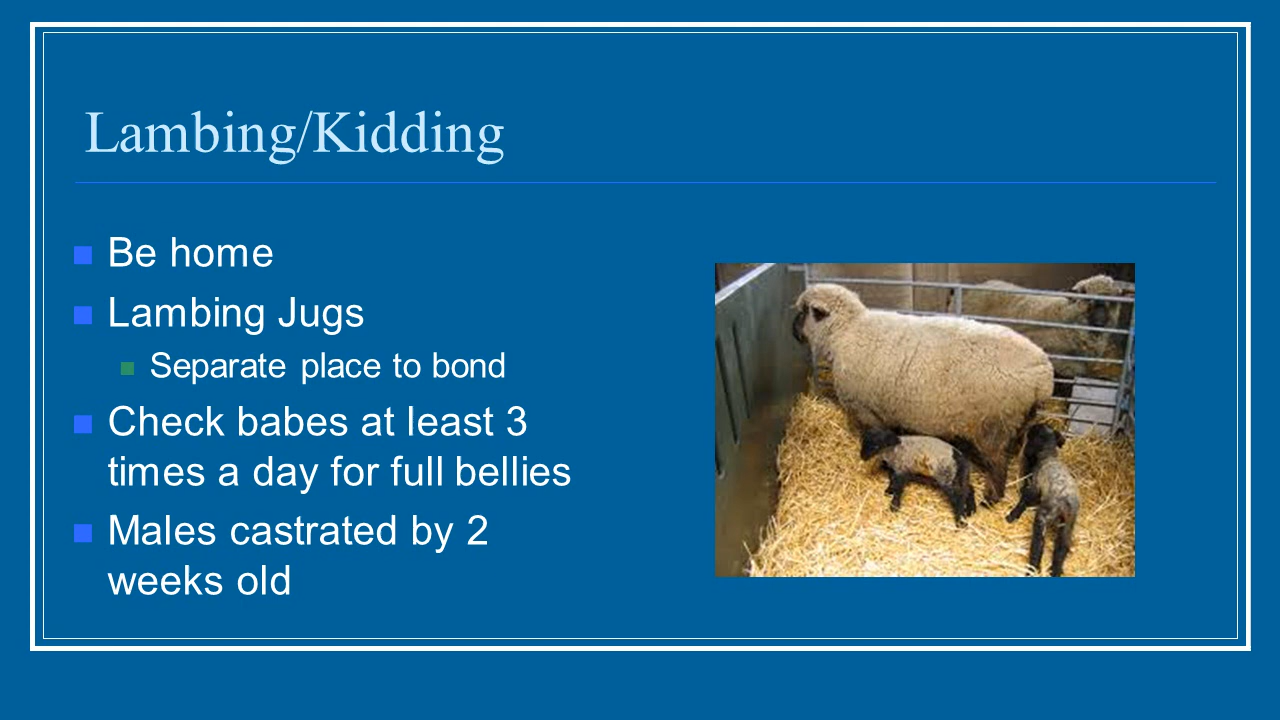 Lambing/Kidding
Be home
Lambing Jugs
Separate place to bond
Check babes at least 3
times a day for full bellies
Males castrated by 2
weeks old